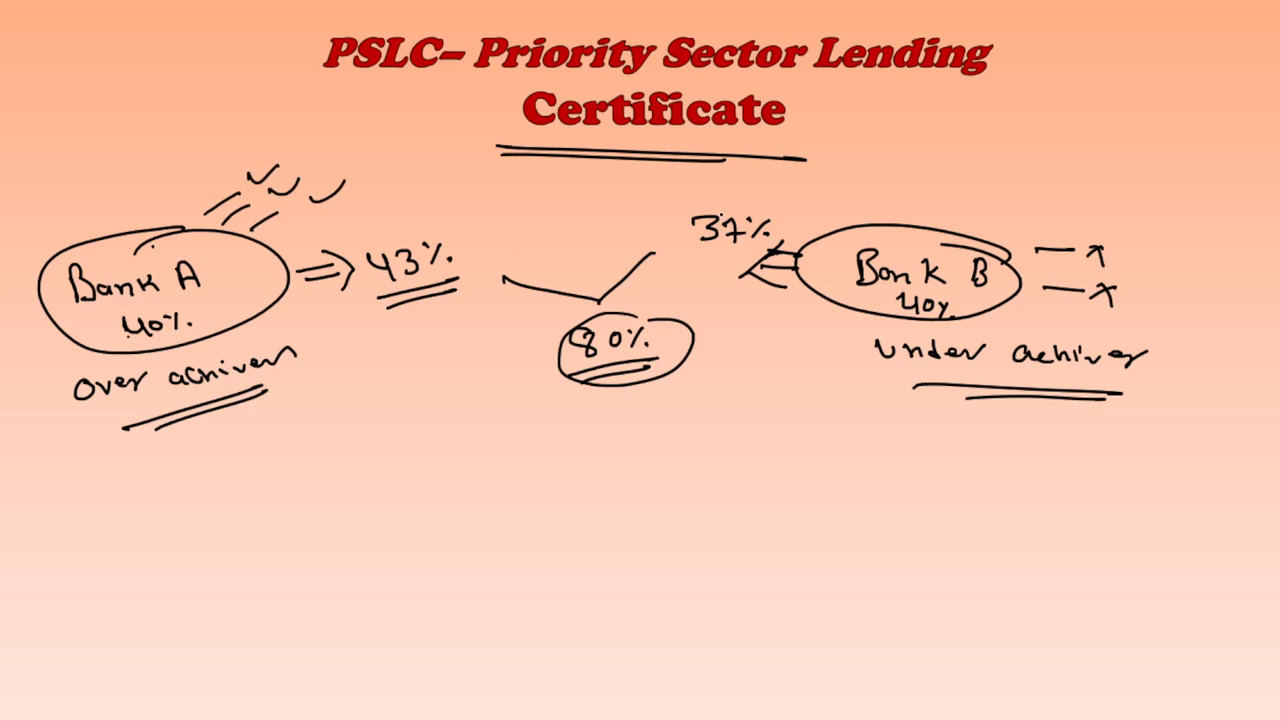 PSLC– Priority Sector Lending
Certificate
37%
43%
Bank A
40%
Bank B
40%
80%
over achiver
under achiver